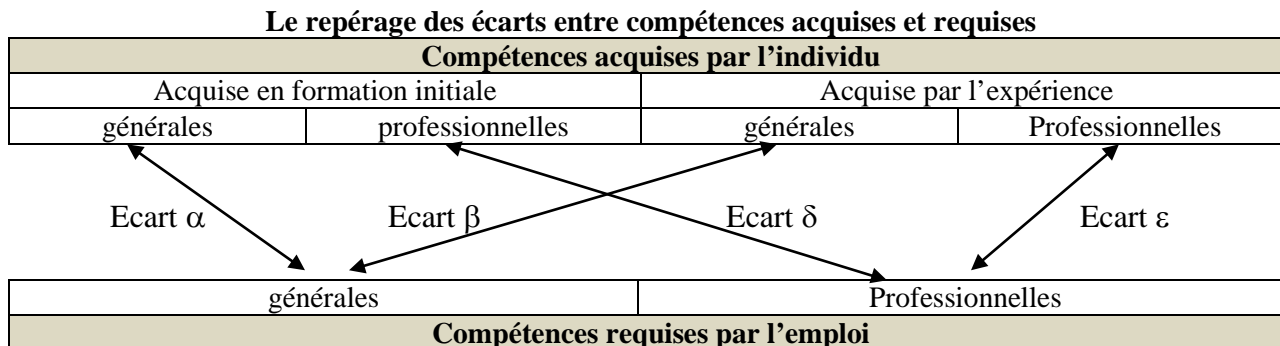 Le repérage des écarts entre compétences acquises et requises
Compétences acquises par l'individu
Acquise en formation initiale Acquise par l'expérience
générales professionnelles générales Professionnelles
Ecart α Ecart β Ecart δ Ecart ε
générales Professionnelles
Compétences requises par l'emploi